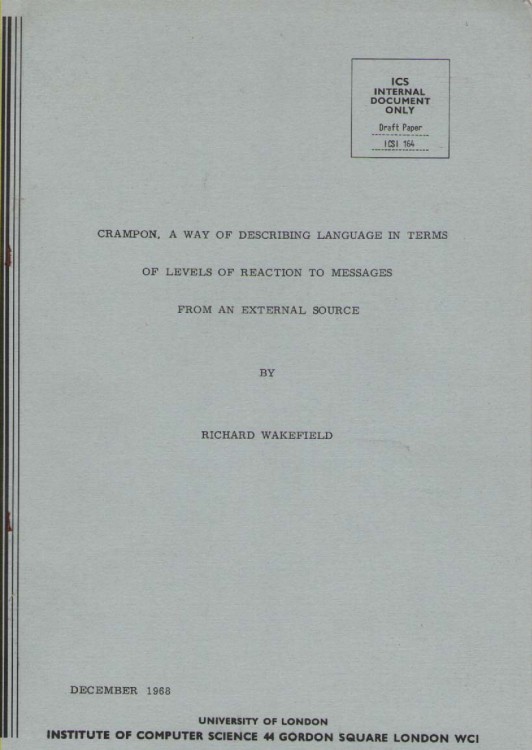 ICS
INTERNAL
DOCUMENT
ONLY
Draft Paper
ICSI 164
CRAMPON, A WAY OF DESCRIBING LANGUAGE IN TERMS
OF LEVELS OF REACTION TO MESSAGES
FROM AN EXTERNAL SOURCE
BY
RICHARD WAKEFIELD
DECEMBER 1968
UNIVERSITY OF LONDON
INSTITUTE OF COMPUTER SCIENCE 44 GORDON SQUARE LONDON WCI